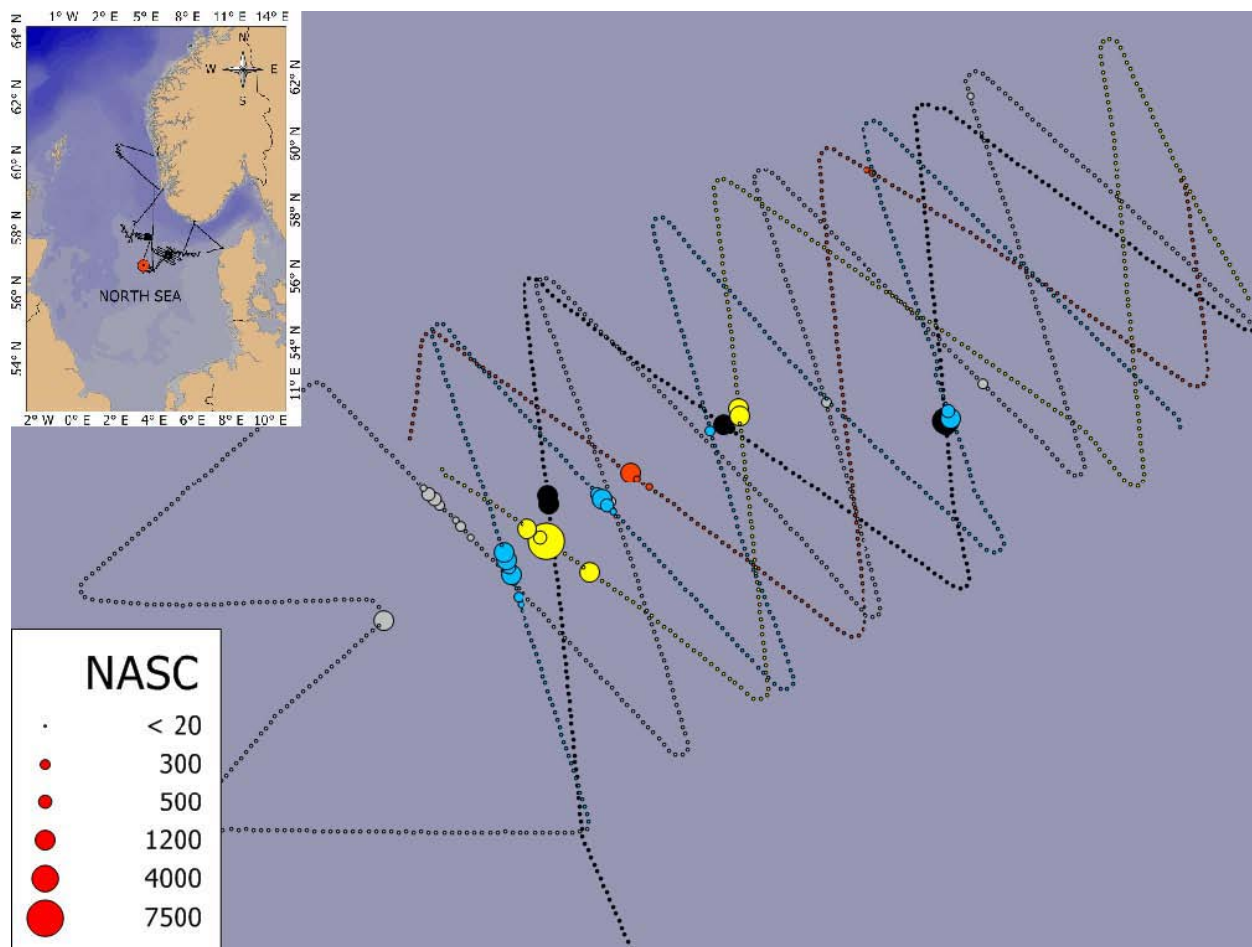 1° W 2° E 5° E 8° E 11° E 14° E
64° N
62° N
60° N
58° N
56° N
54° N
62° N
60° N
58° N
56° N
54° N
11° E
N
W E
S
NORTH SEA
2° W 0° E 2° E 4° E 6° E 8° E 10° E
NASC
< 20
300
500
1200
4000
7500